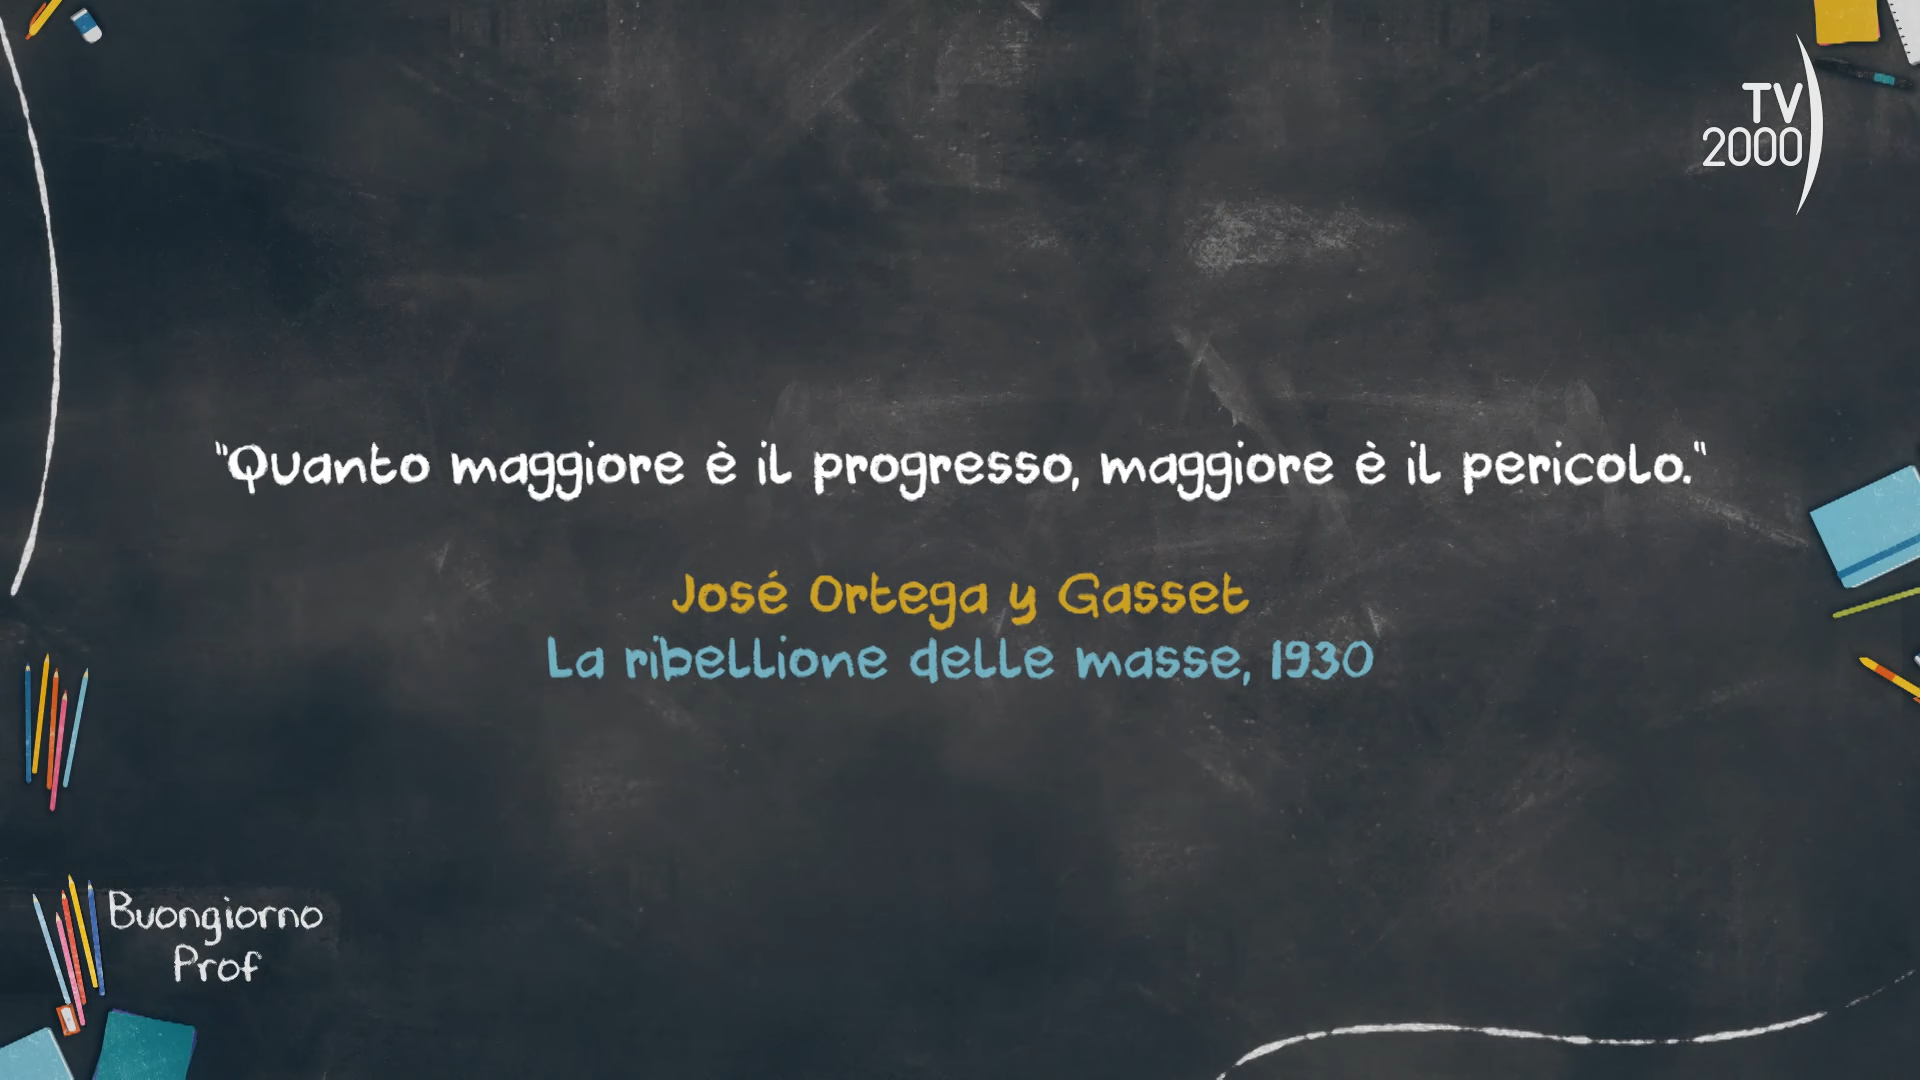 TV
2000
"Quanto maggiore è il progresso, maggiore è il pericolo."
José Ortega y Gasset
La ribellione delle masse, 1930
Buongiorno
Prof